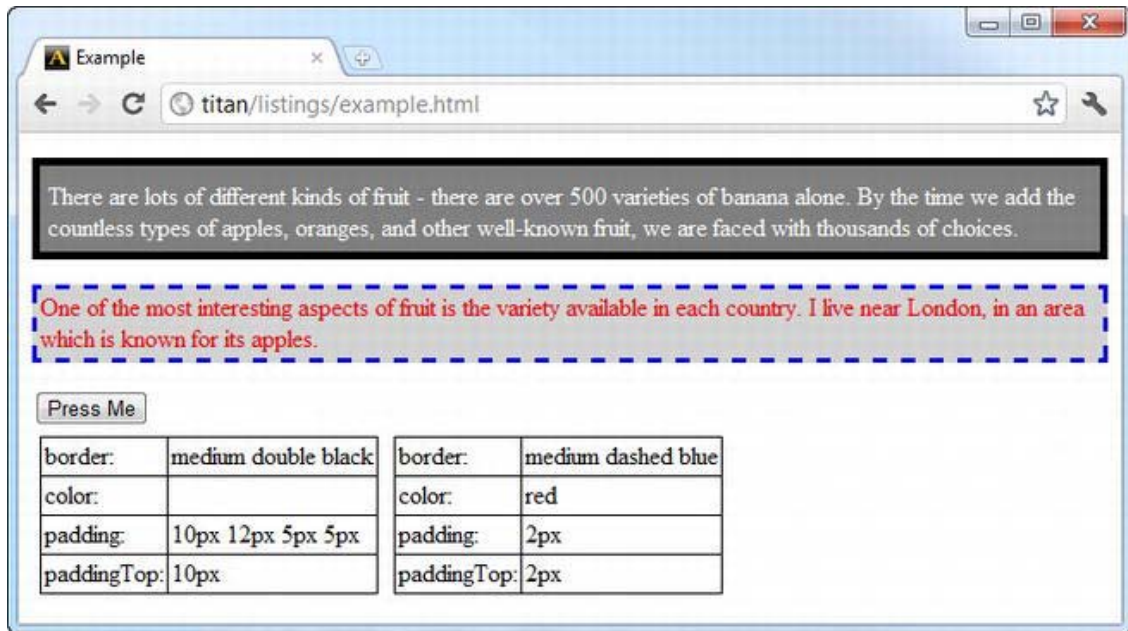 Example
titan/listings/example.html
There are lots of different kinds of fruit - there are over 500 varieties of banana alone. By the time we add the
countless types of apples, oranges, and other well-known fruit, we are faced with thousands of choices.
One of the most interesting aspects of fruit is the variety available in each country. I live near London, in an area
which is known for its apples.
Press Me
border: medium double black border: medium dashed blue
color: color: red
padding: 10px 12px 5px 5px padding: 2px
paddingTop: 10px paddingTop: 2px